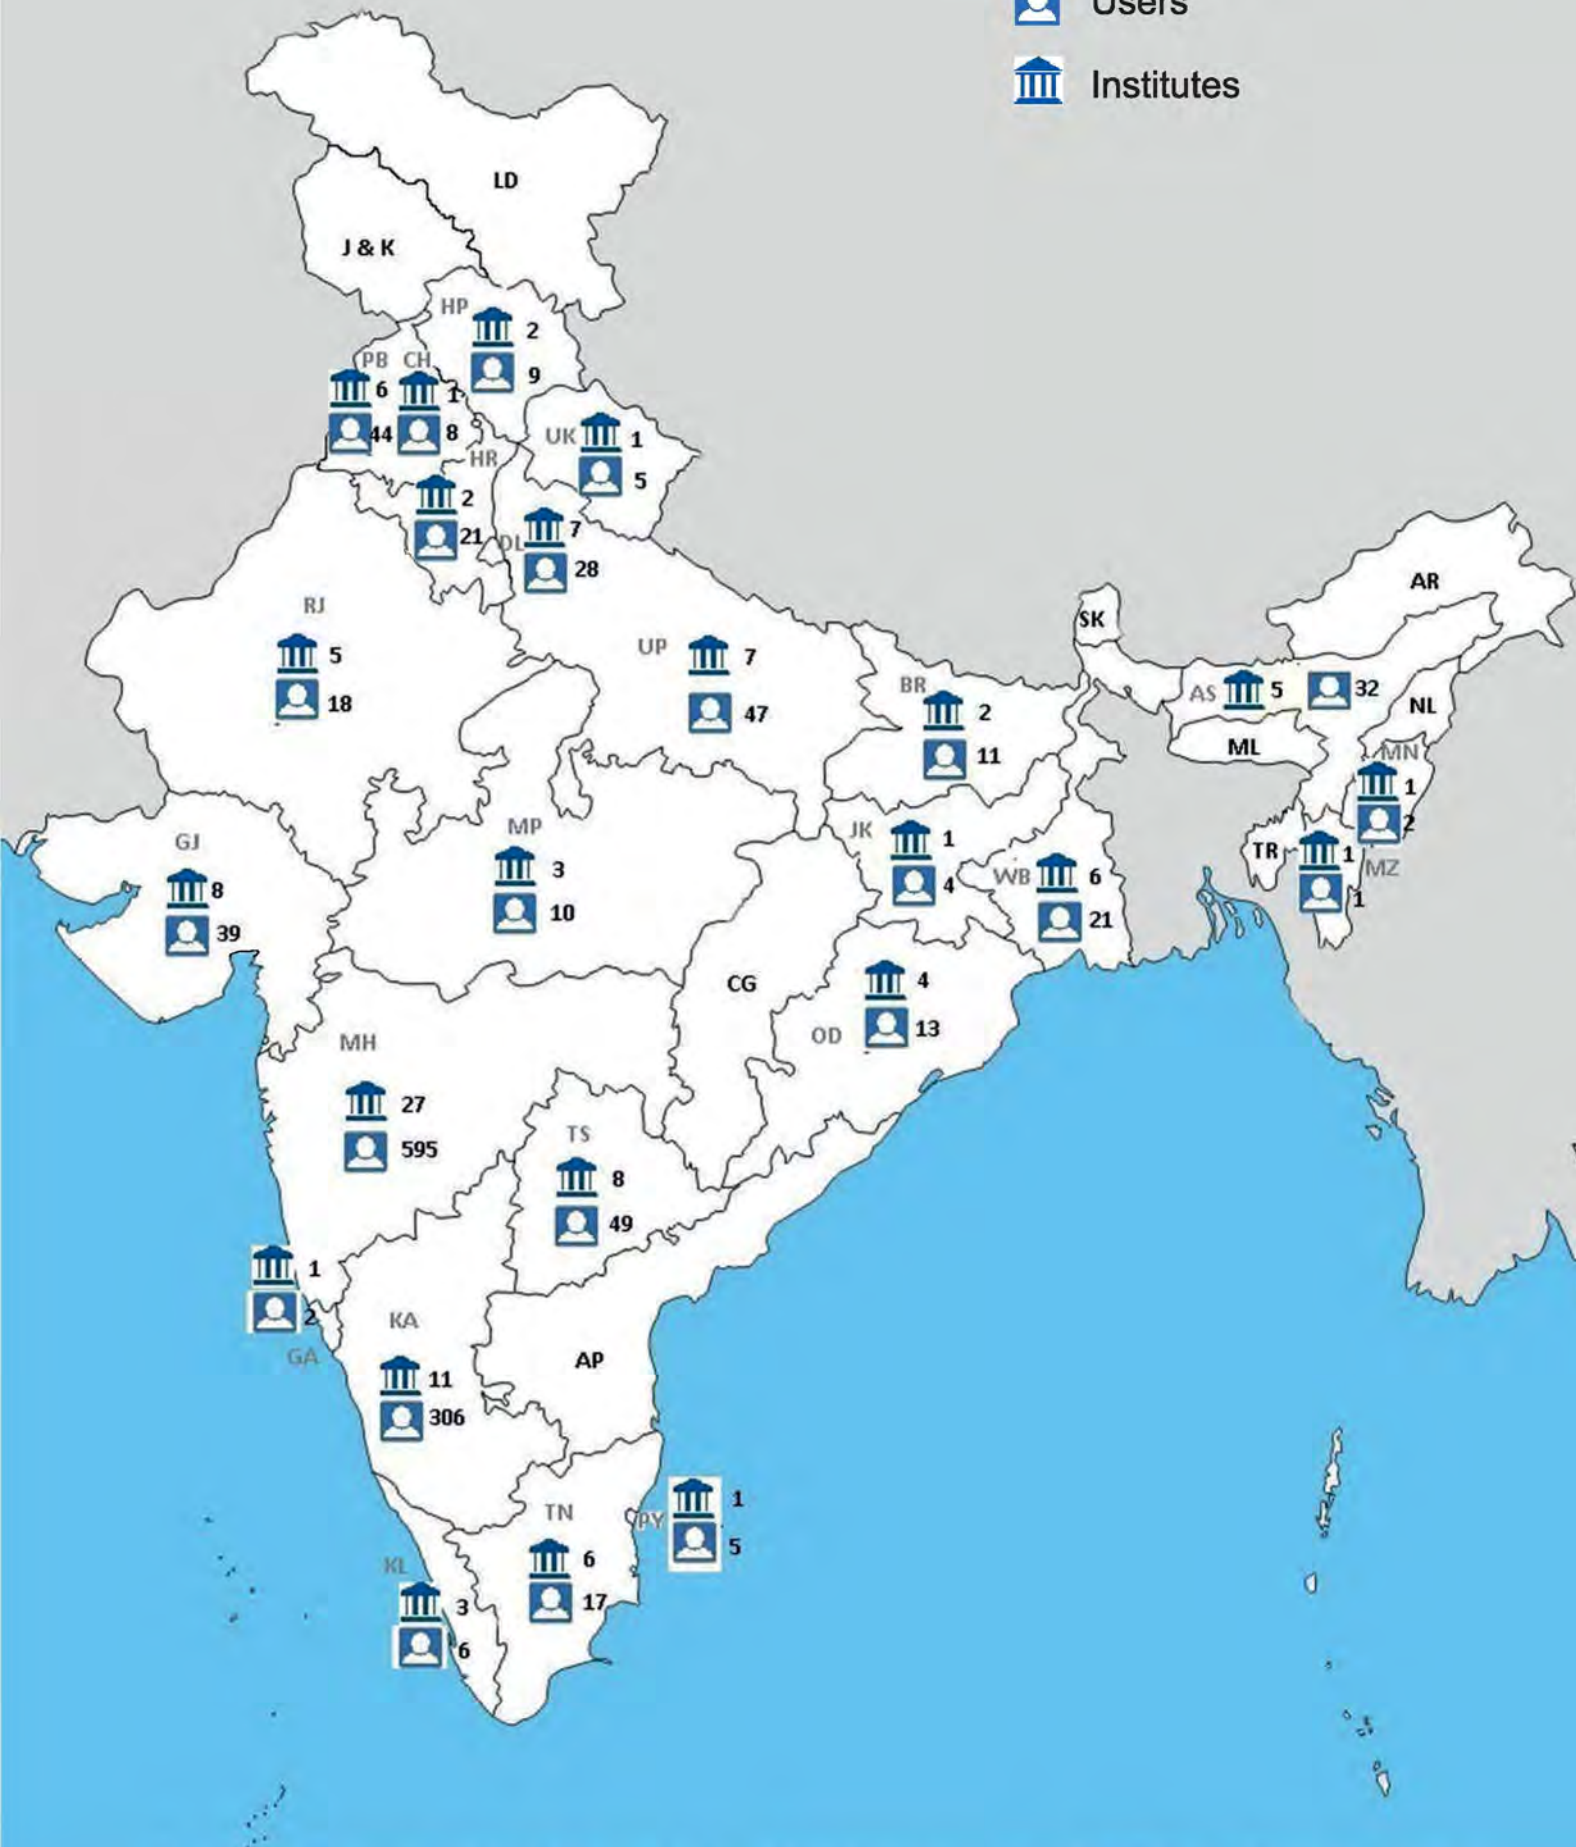 Users
Institutes
LD
J & K
HP
2
9
PB
6
44
CH
1
8
UK
1
5
HR
2
21
DL
7
28
RJ
5
18
UP
7
47
BR
2
11
SK
AR
AS
5
32
NL
ML
MN
1
2
TR
1
1
MZ
GJ
8
39
MP
3
10
JK
1
4
WB
6
21
CG
OD
4
13
MH
27
595
TS
8
49
1
2
GA
KA
11
306
AP
TN
6
17
PY
1
5
KL
3
6